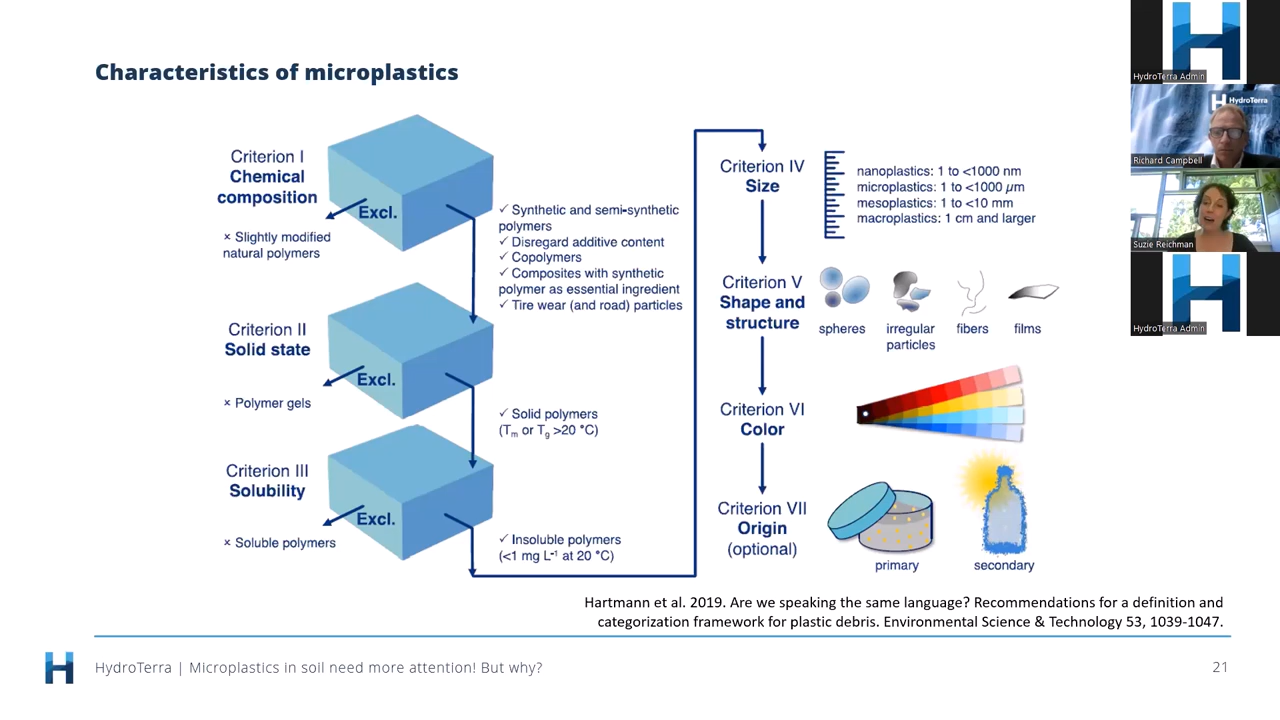 Characteristics of microplastics
Criterion I
Chemical
composition
Excl.
× Slightly modified
natural polymers
✓ Synthetic and semi-synthetic
polymers
✓ Disregard additive content
✓ Copolymers
✓ Composites with synthetic
polymer as essential ingredient
✓ Tire wear (and road) particles
Criterion II
Solid state
Excl.
× Polymer gels
✓ Solid polymers
(Tm or Tg >20 °C)
Criterion III
Solubility
Excl.
× Soluble polymers
✓ Insoluble polymers
(<1 mg L⁻¹ at 20 °C)
Criterion IV
Size
nanoplastics: 1 to <1000 nm
microplastics: 1 to <1000 µm
mesoplastics: 1 to <10 mm
macroplastics: 1 cm and larger
Criterion V
Shape and
structure
spheres
irregular
particles
fibers
films
Criterion VI
Color
Criterion VII
Origin
(optional)
primary
secondary
Hartmann et al. 2019. Are we speaking the same language? Recommendations for a definition and
categorization framework for plastic debris. Environmental Science & Technology 53, 1039-1047.
HydroTerra | Microplastics in soil need more attention! But why?
21
HydroTerra Admin
HydroTerra
Richard Campbell
Suzie Reichman
HydroTerra Admin